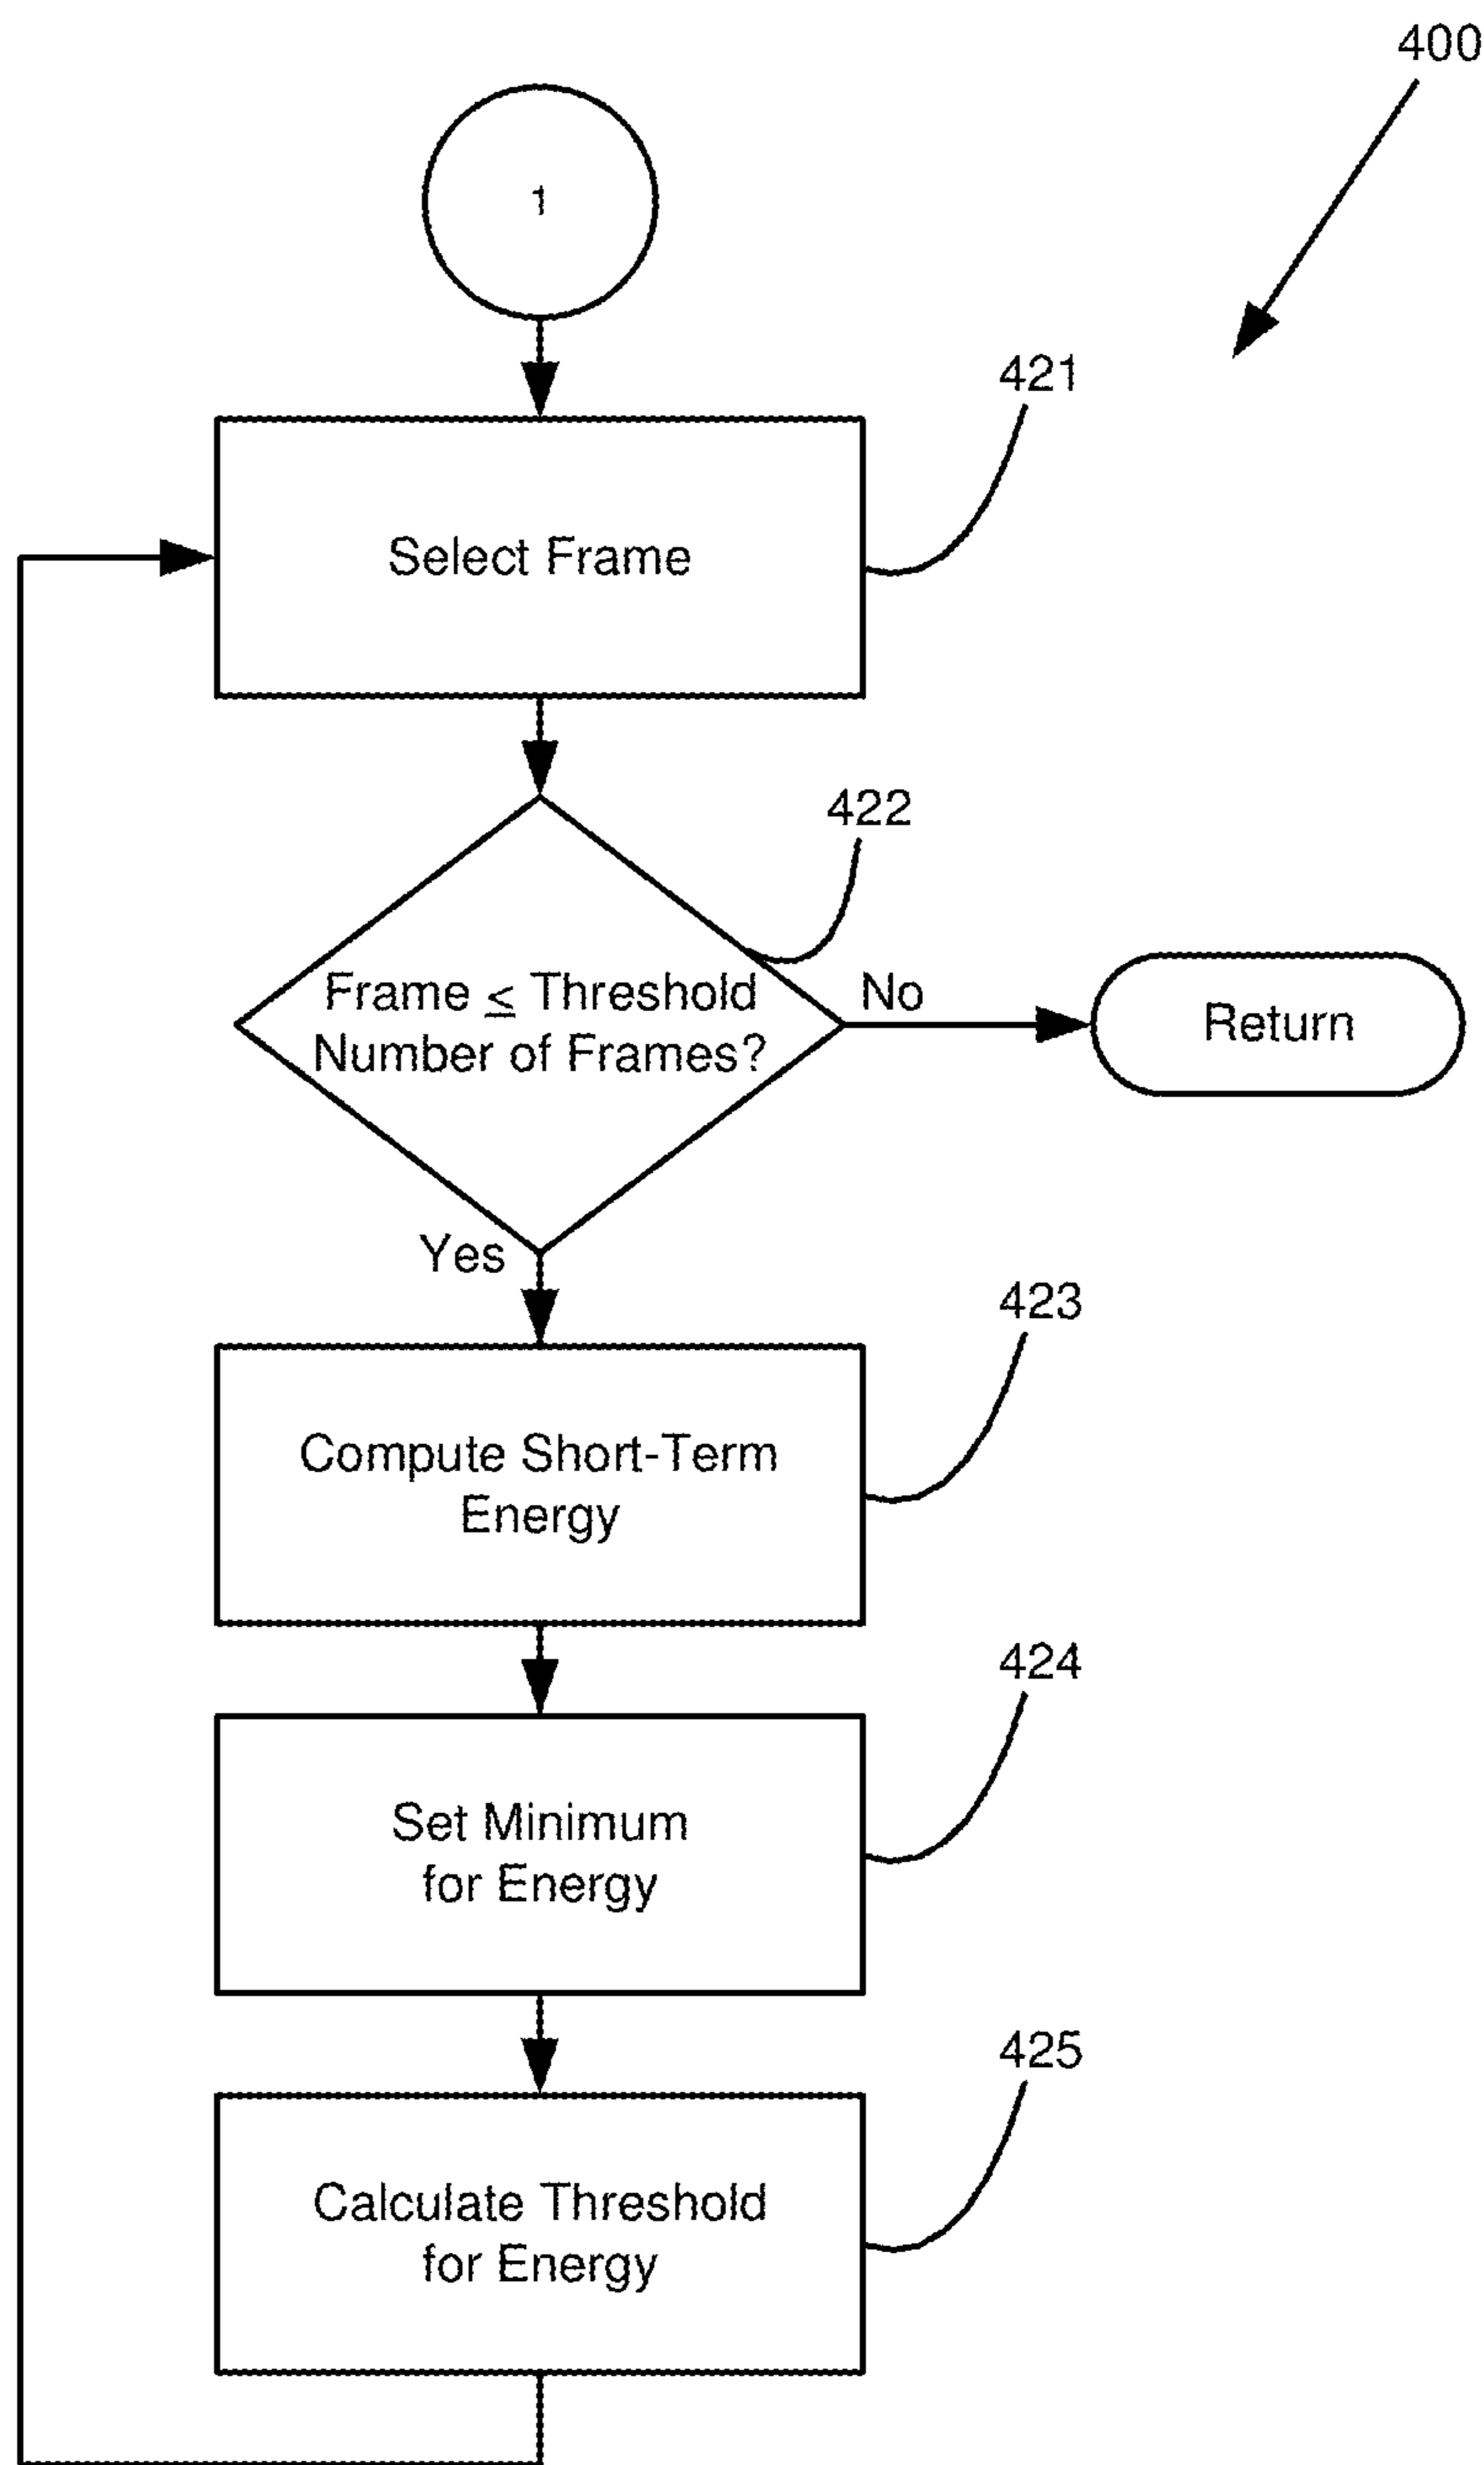 400
1
421
Select Frame
422
Frame ≤ Threshold
Number of Frames?
No
Return
Yes
423
Compute Short-Term
Energy
424
Set Minimum
for Energy
425
Calculate Threshold
for Energy